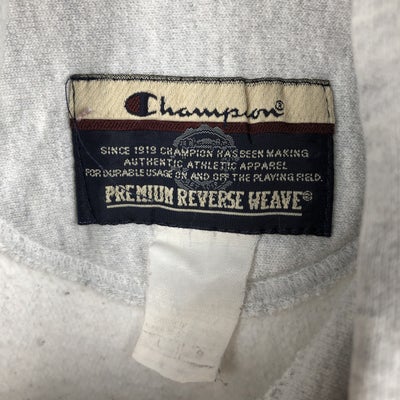 Champion®
SINCE 1919 CHAMPION HAS BEEN MAKING
AUTHENTIC ATHLETIC APPAREL
FOR DURABLE USAGE ON AND OFF THE PLAYING FIELD.
PREMIUM REVERSE WEAVE®